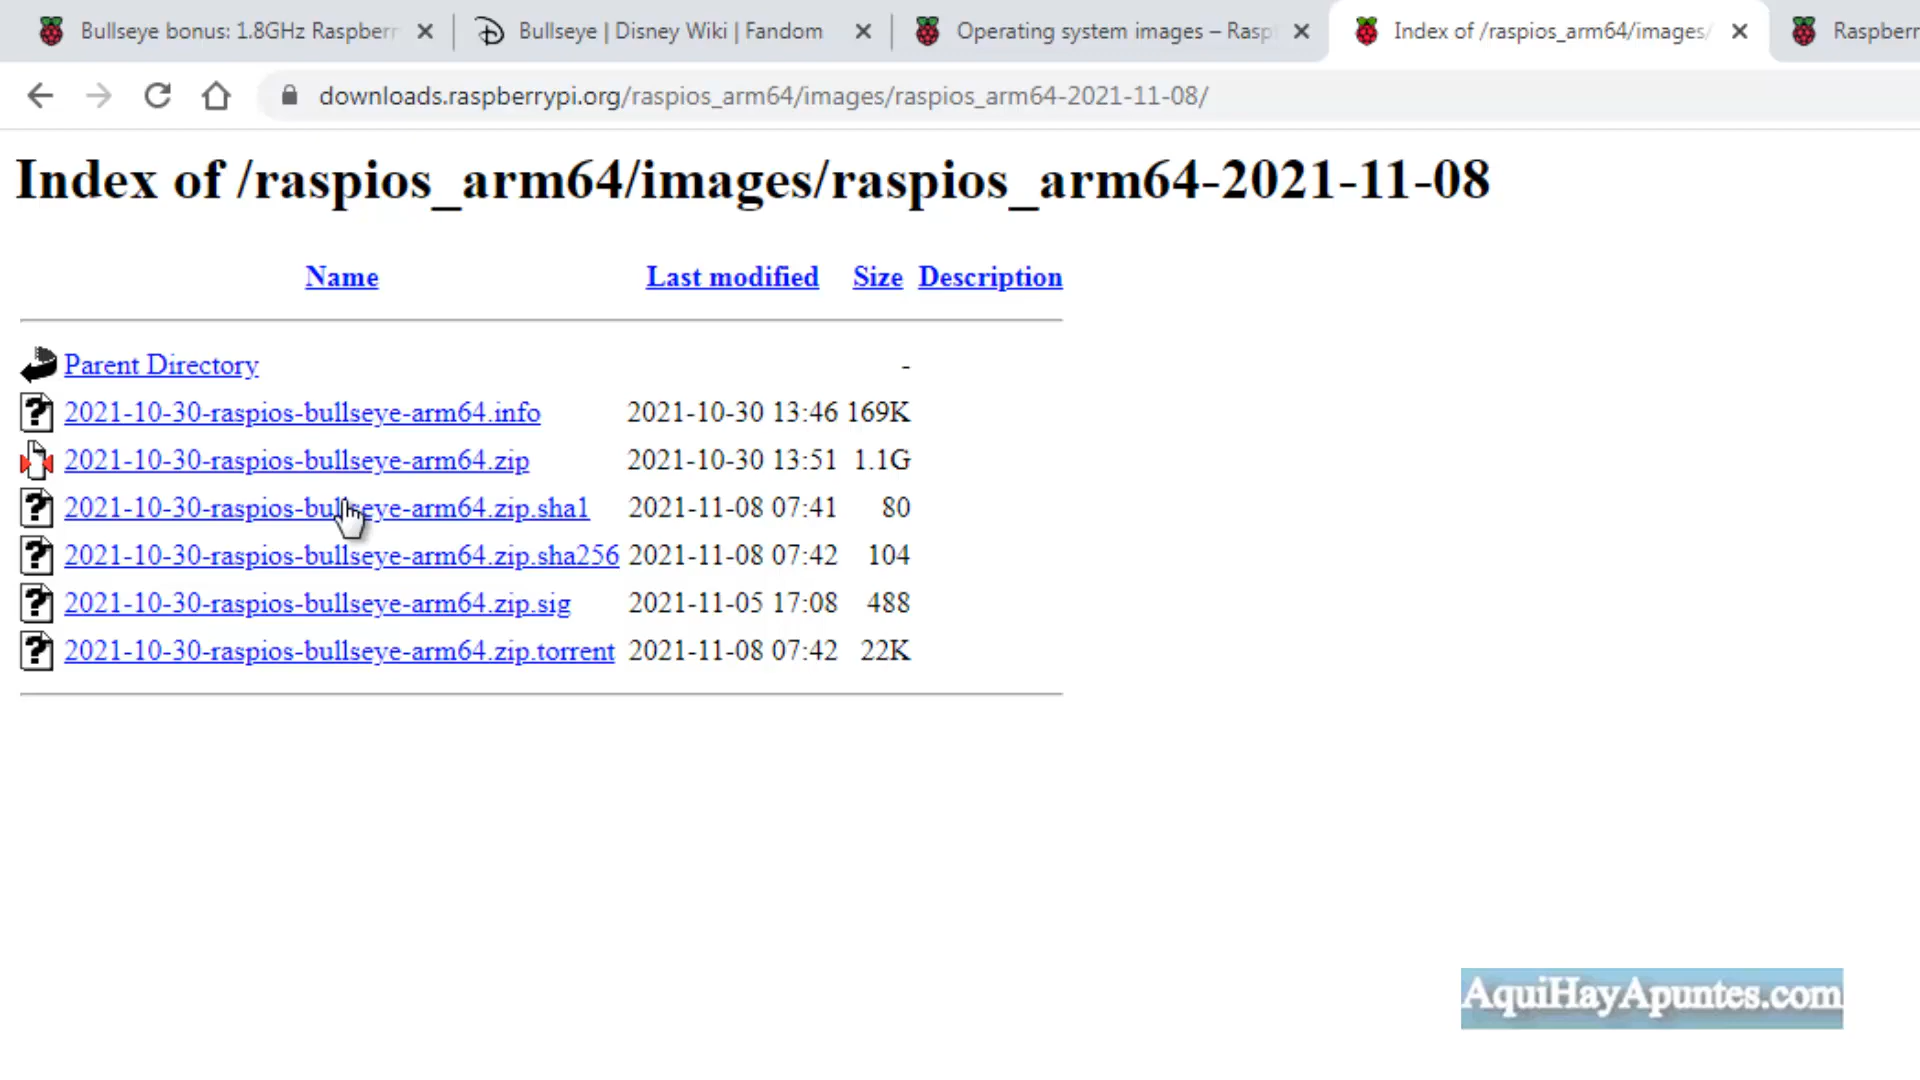 Bullseye bonus: 1.8GHz Raspberr
Bullseye | Disney Wiki | Fandom
Operating system images – Rasp
Index of /raspios_arm64/images/
Raspberr
downloads.raspberrypi.org/raspios_arm64/images/raspios_arm64-2021-11-08/
Index of /raspios_arm64/images/raspios_arm64-2021-11-08
Name Last modified Size Description
Parent Directory -
2021-10-30-raspios-bullseye-arm64.info 2021-10-30 13:46 169K
2021-10-30-raspios-bullseye-arm64.zip 2021-10-30 13:51 1.1G
2021-10-30-raspios-bullseye-arm64.zip.sha1 2021-11-08 07:41 80
2021-10-30-raspios-bullseye-arm64.zip.sha256 2021-11-08 07:42 104
2021-10-30-raspios-bullseye-arm64.zip.sig 2021-11-05 17:08 488
2021-10-30-raspios-bullseye-arm64.zip.torrent 2021-11-08 07:42 22K
AquiHayApuntes.com